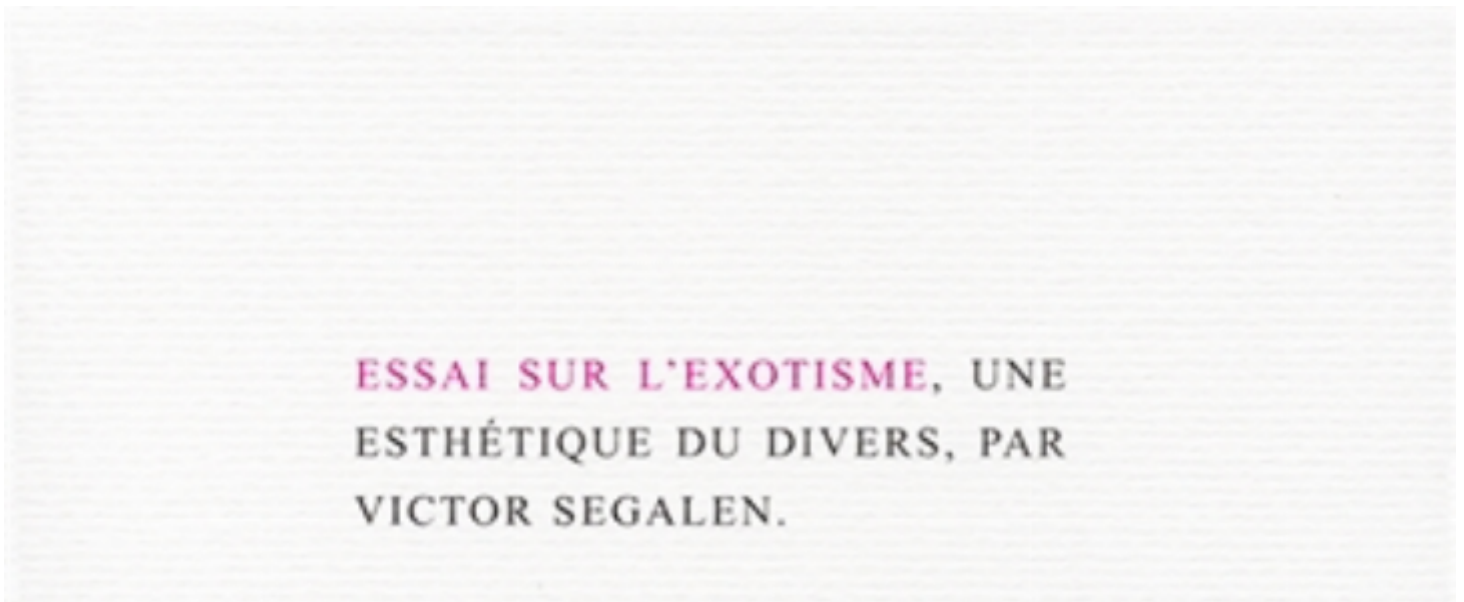 ESSAI SUR L'EXOTISME, UNE
ESTHÉTIQUE DU DIVERS, PAR
VICTOR SEGALEN.